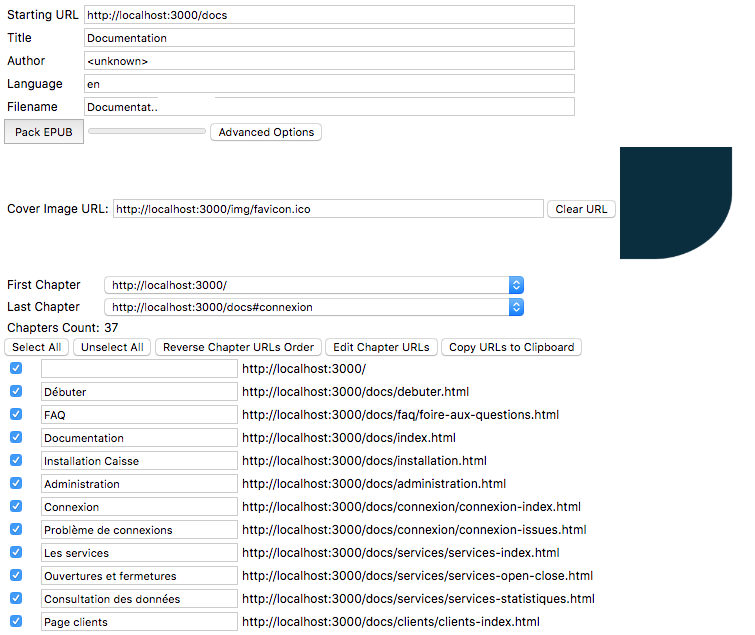 Starting URL http://localhost:3000/docs
Title Documentation
Author <unknown>
Language en
Filename Documentat..
Pack EPUB Advanced Options
Cover Image URL: http://localhost:3000/img/favicon.ico Clear URL
First Chapter http://localhost:3000/
Last Chapter http://localhost:3000/docs#connexion
Chapters Count: 37
Select All Unselect All Reverse Chapter URLs Order Edit Chapter URLs Copy URLs to Clipboard
http://localhost:3000/
Débuter http://localhost:3000/docs/debuter.html
FAQ http://localhost:3000/docs/faq/foire-aux-questions.html
Documentation http://localhost:3000/docs/index.html
Installation Caisse http://localhost:3000/docs/installation.html
Administration http://localhost:3000/docs/administration.html
Connexion http://localhost:3000/docs/connexion/connexion-index.html
Problème de connexions http://localhost:3000/docs/connexion/connexion-issues.html
Les services http://localhost:3000/docs/services/services-index.html
Ouvertures et fermetures http://localhost:3000/docs/services/services-open-close.html
Consultation des données http://localhost:3000/docs/services/services-statistiques.html
Page clients http://localhost:3000/docs/clients/clients-index.html